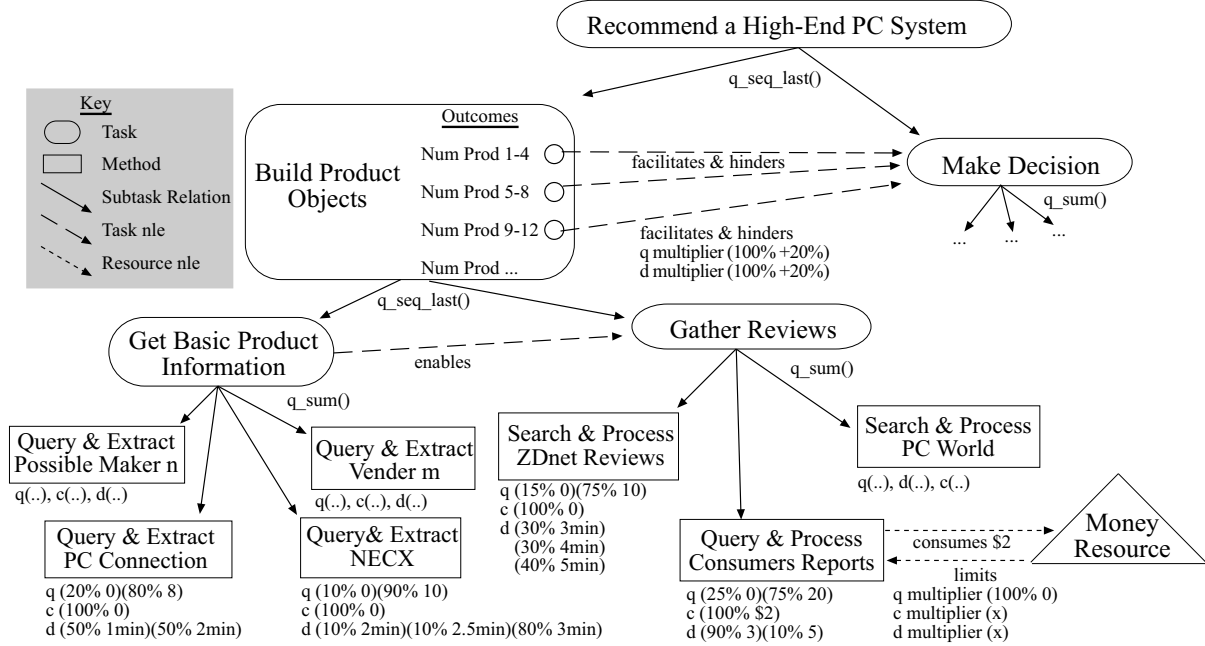 Recommend a High-End PC System
q_seq_last()
Key
Task
Method
Subtask Relation
Task nle
Resource nle
Build Product
Objects
Outcomes
Num Prod 1-4
Num Prod 5-8
Num Prod 9-12
Num Prod ...
facilitates & hinders
Make Decision
q_sum()
...
...
...
facilitates & hinders
q multiplier (100% +20%)
d multiplier (100% +20%)
q_seq_last()
Get Basic Product
Information
enables
Gather Reviews
q_sum()
q_sum()
Query & Extract
Possible Maker n
q(..), c(..), d(..)
Query & Extract
Vender m
q(..), c(..), d(..)
Query & Extract
PC Connection
q (20% 0)(80% 8)
c (100% 0)
d (50% 1min)(50% 2min)
Query& Extract
NECX
q (10% 0)(90% 10)
c (100% 0)
d (10% 2min)(10% 2.5min)(80% 3min)
Search & Process
ZDnet Reviews
q (15% 0)(75% 10)
c (100% 0)
d (30% 3min)
(30% 4min)
(40% 5min)
Search & Process
PC World
q(..), d(..), c(..)
Query & Process
Consumers Reports
q (25% 0)(75% 20)
c (100% $2)
d (90% 3)(10% 5)
consumes $2
limits
q multiplier (100% 0)
c multiplier (x)
d multiplier (x)
Money
Resource